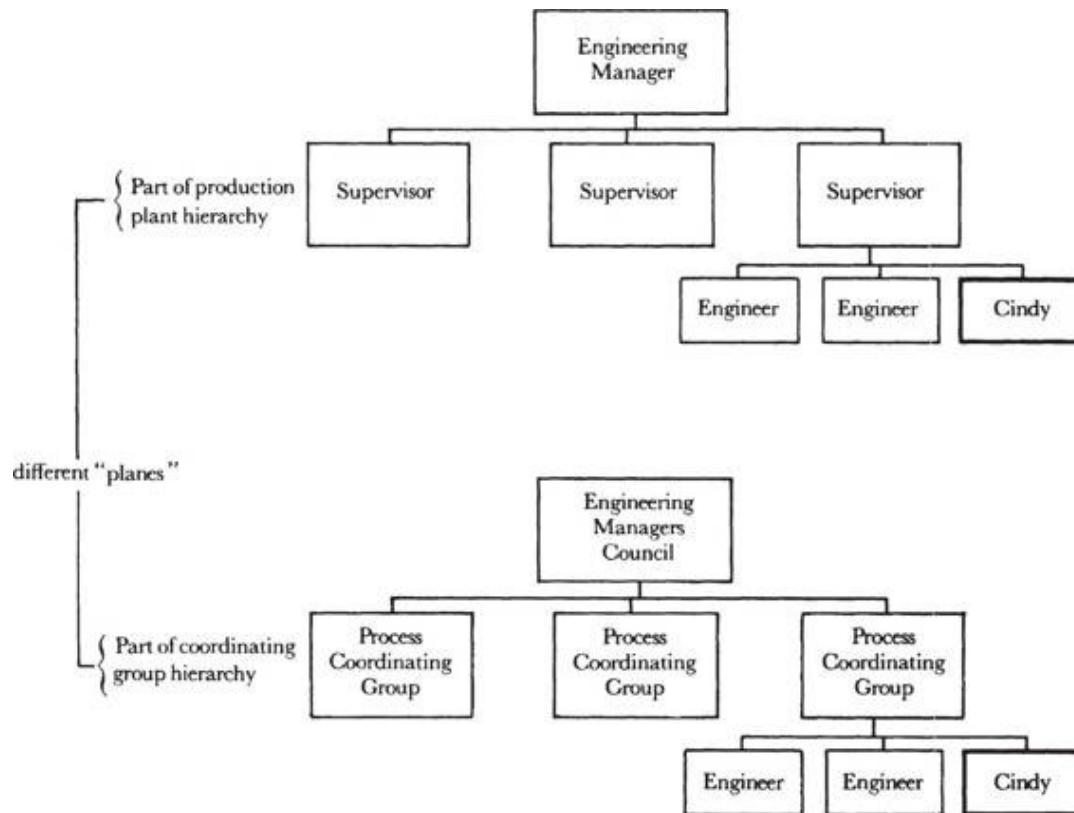 Engineering
Manager
Part of production
plant hierarchy
Supervisor
Supervisor
Supervisor
Engineer
Engineer
Cindy
different “planes”
Engineering
Managers
Council
Part of coordinating
group hierarchy
Process
Coordinating
Group
Process
Coordinating
Group
Process
Coordinating
Group
Engineer
Engineer
Cindy